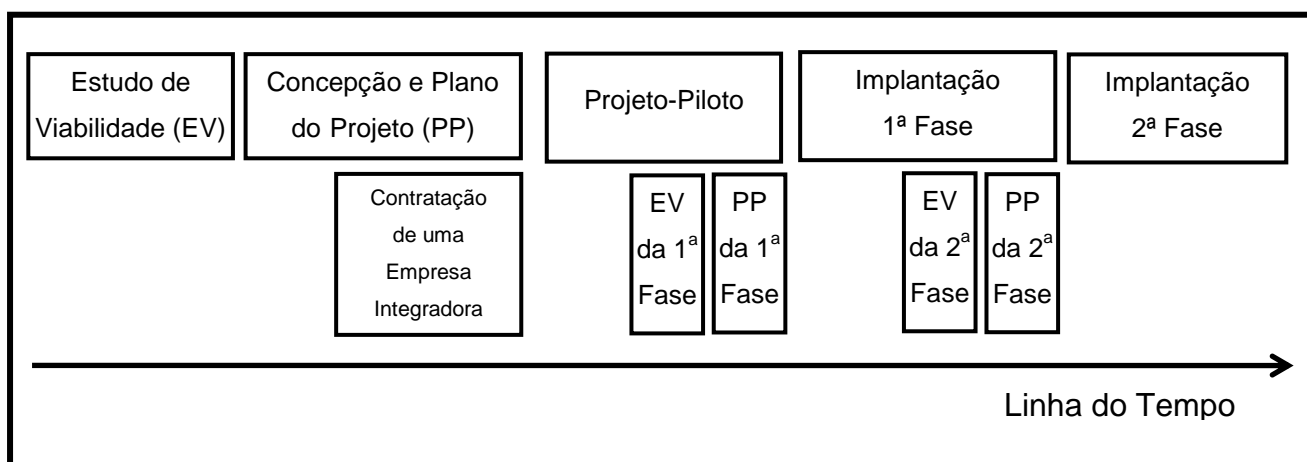 Estudo de
Viabilidade (EV)
Concepção e Plano
do Projeto (PP)
Projeto-Piloto
Implantação
1ª Fase
Implantação
2ª Fase
Contratação
de uma
Empresa
Integradora
EV
da 1ª
Fase
PP
da 1ª
Fase
EV
da 2ª
Fase
PP
da 2ª
Fase
Linha do Tempo